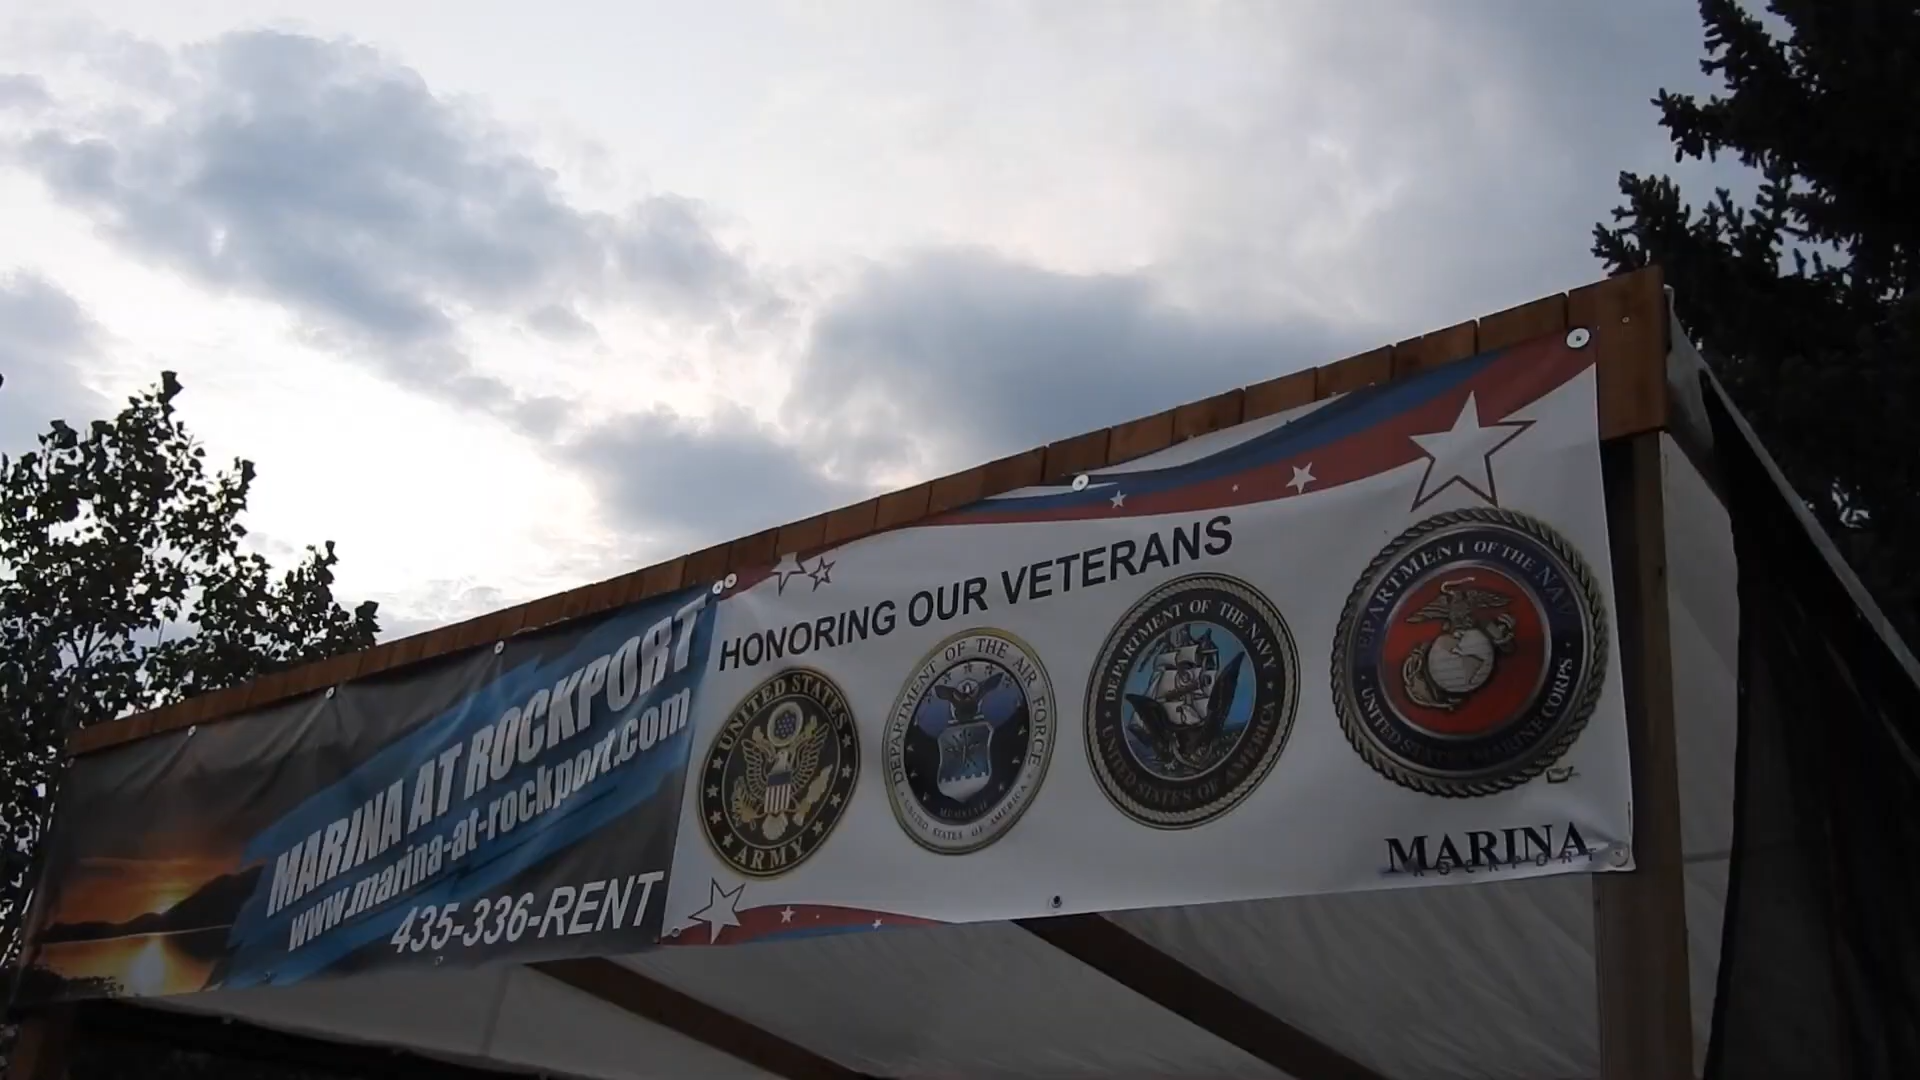 MARINA AT ROCKPORT
www.marina-at-rockport.com
435-336-RENT
HONORING OUR VETERANS
UNITED STATES
ARMY
DEPARTMENT OF THE AIR FORCE
MCMXLVII
UNITED STATES OF AMERICA
DEPARTMENT OF THE NAVY
UNITED STATES OF AMERICA
DEPARTMENT OF THE NAVY
UNITED STATES MARINE CORPS
MARINA
ROCKPORT